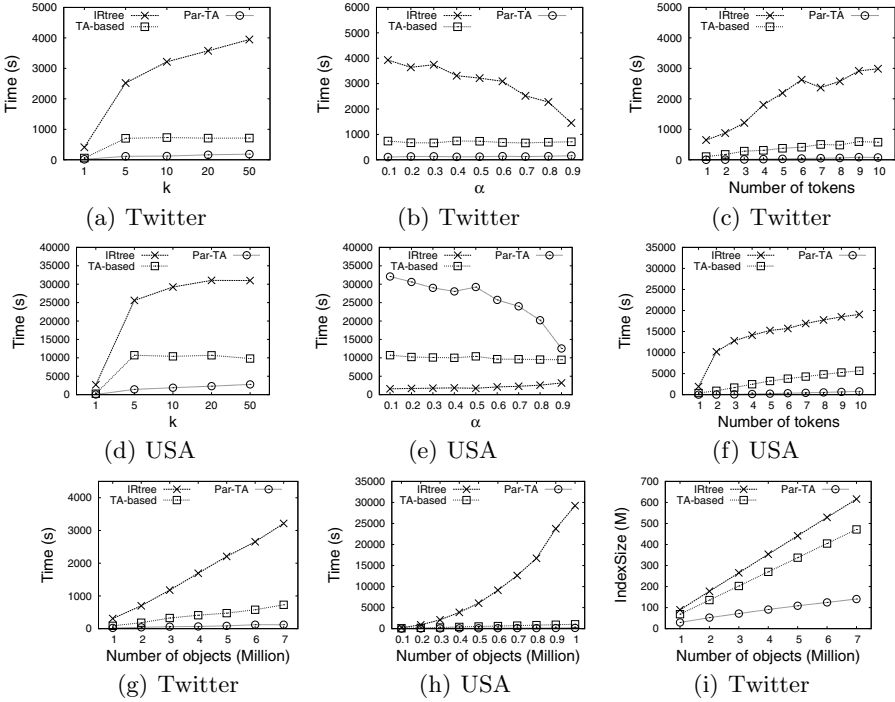 5000
4000
3000
2000
1000
0
Time (s)
IRtree
TA-based
Par-TA
1 5 10 20 50
k
(a) Twitter
6000
5000
4000
3000
2000
1000
0
Time (s)
IRtree
TA-based
Par-TA
0.1 0.2 0.3 0.4 0.5 0.6 0.7 0.8 0.9
α
(b) Twitter
5000
4000
3000
2000
1000
0
Time (s)
IRtree
TA-based
Par-TA
1 2 3 4 5 6 7 8 9 10
Number of tokens
(c) Twitter
40000
35000
30000
25000
20000
15000
10000
5000
0
Time (s)
IRtree
TA-based
Par-TA
1 5 10 20 50
k
(d) USA
40000
35000
30000
25000
20000
15000
10000
5000
0
Time (s)
IRtree
TA-based
Par-TA
0.1 0.2 0.3 0.4 0.5 0.6 0.7 0.8 0.9
α
(e) USA
35000
30000
25000
20000
15000
10000
5000
0
Time (s)
IRtree
TA-based
Par-TA
1 2 3 4 5 6 7 8 9 10
Number of tokens
(f) USA
4000
3000
2000
1000
0
Time (s)
IRtree
TA-based
Par-TA
1 2 3 4 5 6 7
Number of objects (Million)
(g) Twitter
35000
30000
25000
20000
15000
10000
5000
0
Time (s)
IRtree
TA-based
Par-TA
0.1 0.2 0.3 0.4 0.5 0.6 0.7 0.8 0.9 1
Number of objects (Million)
(h) USA
700
600
500
400
300
200
100
0
IndexSize (M)
IRtree
TA-based
Par-TA
1 2 3 4 5 6 7
Number of objects (Million)
(i) Twitter